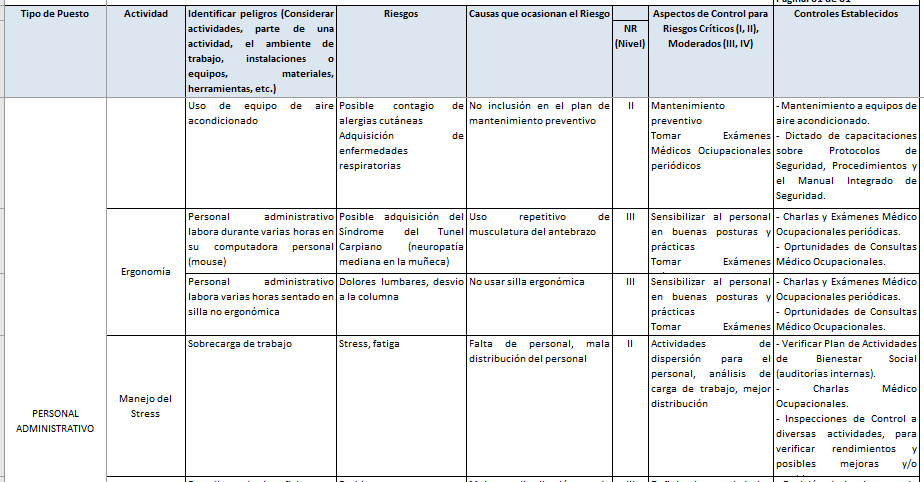 Tipo de Puesto
Actividad
Identificar peligros (Considerar
actividades, parte de una
actividad, el ambiente de
trabajo, instalaciones o
equipos, materiales,
herramientas, etc.)
Riesgos
Causas que ocasionan el Riesgo
NR
(Nivel)
Aspectos de Control para
Riesgos Críticos (I, II),
Moderados (III, IV)
Controles Establecidos
Uso de equipo de aire
acondicionado
Posible contagio de
alergias cutáneas
Adquisición de
enfermedades
respiratorias
No inclusión en el plan de
mantenimiento preventivo
II
Mantenimiento
preventivo
Tomar Exámenes
Médicos Ociupacionales
periódicos
- Mantenimiento a equipos de
aire acondicionado.
- Dictado de capacitaciones
sobre Protocolos de
Seguridad, Procedimientos y
el Manual Integrado de
Seguridad.
Ergonomía
Personal administrativo
labora durante varias horas en
su computadora personal
(mouse)
Posible adquisición del
Síndrome del Tunel
Carpiano (neuropatía
mediana en la muñeca)
Uso repetitivo de
musculatura del antebrazo
III
Sensibilizar al personal
en buenas posturas y
prácticas
Tomar Exámenes
- Charlas y Exámenes Médico
Ocupacionales periódicas.
- Oprtunidades de Consultas
Médico Ocupacionales.
Personal administrativo
labora varias horas sentado en
silla no ergonómica
Dolores lumbares, desvio
a la columna
No usar silla ergonómica
III
Sensibilizar al personal
en buenas posturas y
prácticas
Tomar Exámenes
- Charlas y Exámenes Médico
Ocupacionales periódicas.
- Oprtunidades de Consultas
Médico Ocupacionales.
PERSONAL
ADMINISTRATIVO
Manejo del
Stress
Sobrecarga de trabajo
Stress, fatiga
Falta de personal, mala
distribución del personal
II
Actividades de
dispersión para el
personal, análisis de
carga de trabajo, mejor
distribución
- Verificar Plan de Actividades
de Bienestar Social
(auditorías internas).
- Charlas Médico
Ocupacionales.
- Inspecciones de Control a
diversas actividades, para
verificar rendimientos y
posibles mejoras y/o